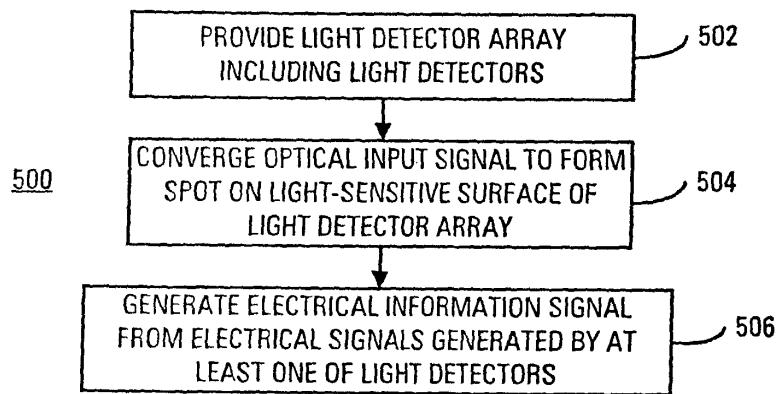 PROVIDE LIGHT DETECTOR ARRAY
INCLUDING LIGHT DETECTORS
502
CONVERGE OPTICAL INPUT SIGNAL TO FORM
SPOT ON LIGHT-SENSITIVE SURFACE OF
LIGHT DETECTOR ARRAY
500
504
GENERATE ELECTRICAL INFORMATION SIGNAL
FROM ELECTRICAL SIGNALS GENERATED BY AT
LEAST ONE OF LIGHT DETECTORS
506